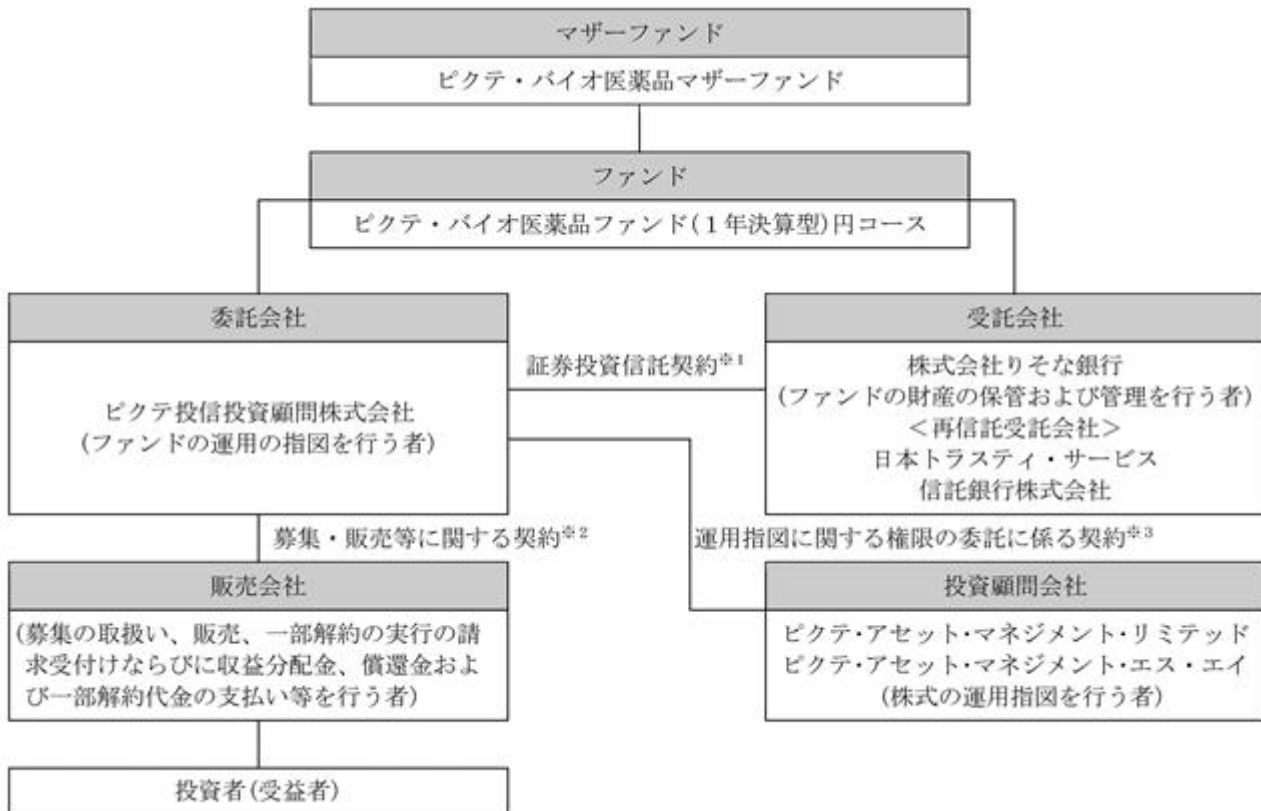 マザーファンド
ピクテ・バイオ医薬品マザーファンド
ファンド
ピクテ・バイオ医薬品ファンド(１年決算型)円コース
委託会社
ピクテ投信投資顧問株式会社
(ファンドの運用の指図を行う者)
証券投資信託契約※1
受託会社
株式会社りそな銀行
(ファンドの財産の保管および管理を行う者)
＜再信託受託会社＞
日本トラスティ・サービス
信託銀行株式会社
募集・販売等に関する契約※2
運用指図に関する権限の委託に係る契約※3
販売会社
(募集の取扱い、販売、一部解約の実行の請
求受付けならびに収益分配金、償還金およ
び一部解約代金の支払い等を行う者)
投資顧問会社
ピクテ・アセット・マネジメント・リミテッド
ピクテ・アセット・マネジメント・エス・エイ
(株式の運用指図を行う者)
投資者(受益者)